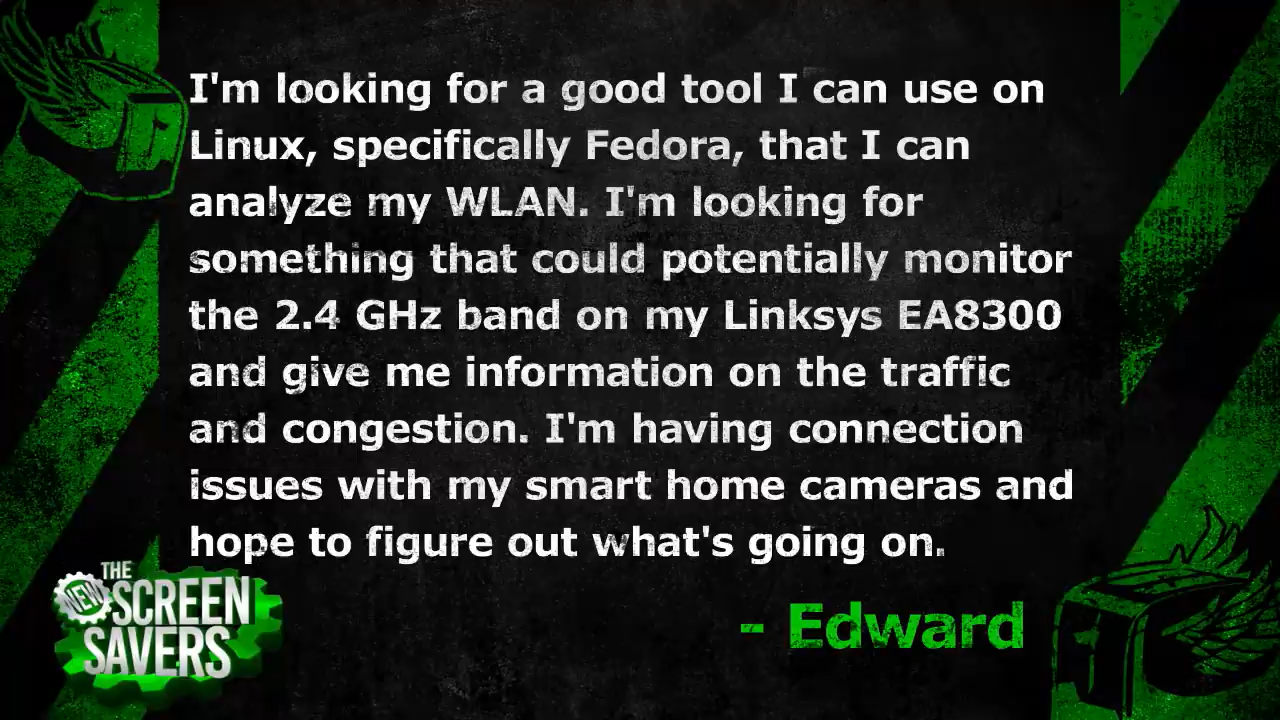 I'm looking for a good tool I can use on
Linux, specifically Fedora, that I can
analyze my WLAN. I'm looking for
something that could potentially monitor
the 2.4 GHz band on my Linksys EA8300
and give me information on the traffic
and congestion. I'm having connection
issues with my smart home cameras and
hope to figure out what's going on.
- Edward
THE
NEW SCREEN
SAVERS